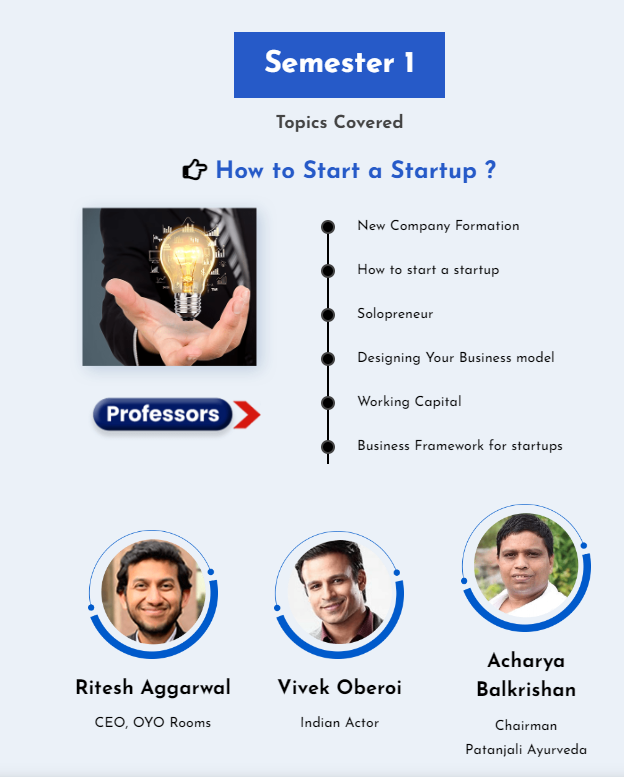 Semester 1
Topics Covered
How to Start a Startup ?
New Company Formation
How to start a startup
Solopreneur
Designing Your Business model
Working Capital
Business Framework for startups
Professors
Ritesh Aggarwal
CEO, OYO Rooms
Vivek Oberoi
Indian Actor
Acharya
Balkrishan
Chairman
Patanjali Ayurveda